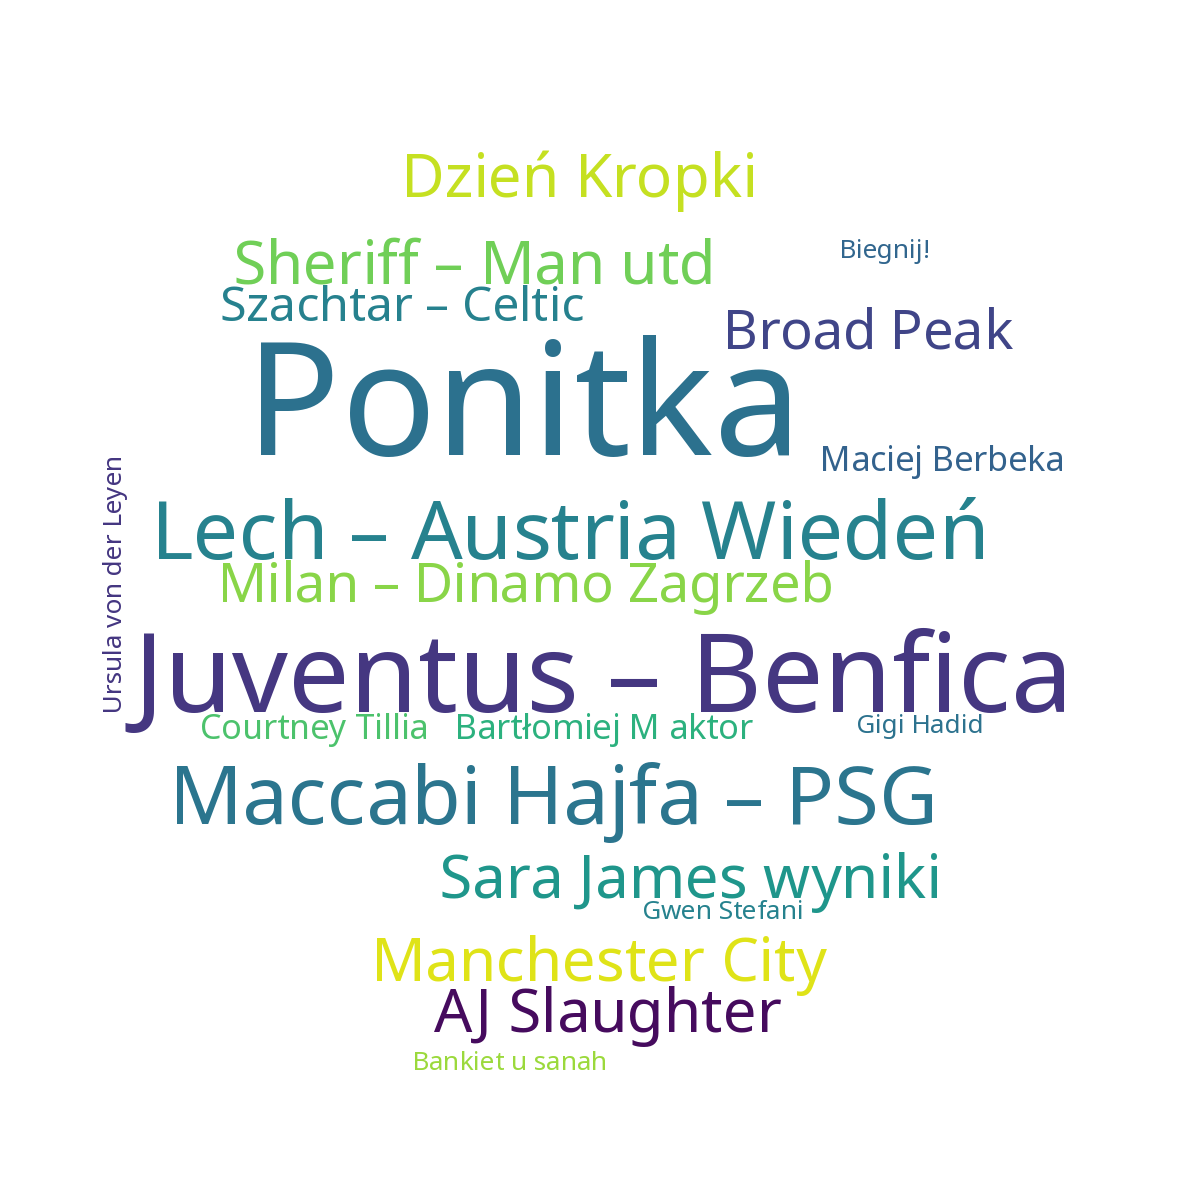 Dzień Kropki
Sheriff – Man utd
Biegnij!
Szachtar – Celtic
Broad Peak
Ponitka
Maciej Berbeka
Ursula von der Leyen
Lech – Austria Wiedeń
Milan – Dinamo Zagrzeb
Juventus – Benfica
Courtney Tillia
Bartłomiej M aktor
Gigi Hadid
Maccabi Hajfa – PSG
Sara James wyniki
Gwen Stefani
Manchester City
AJ Slaughter
Bankiet u sanah